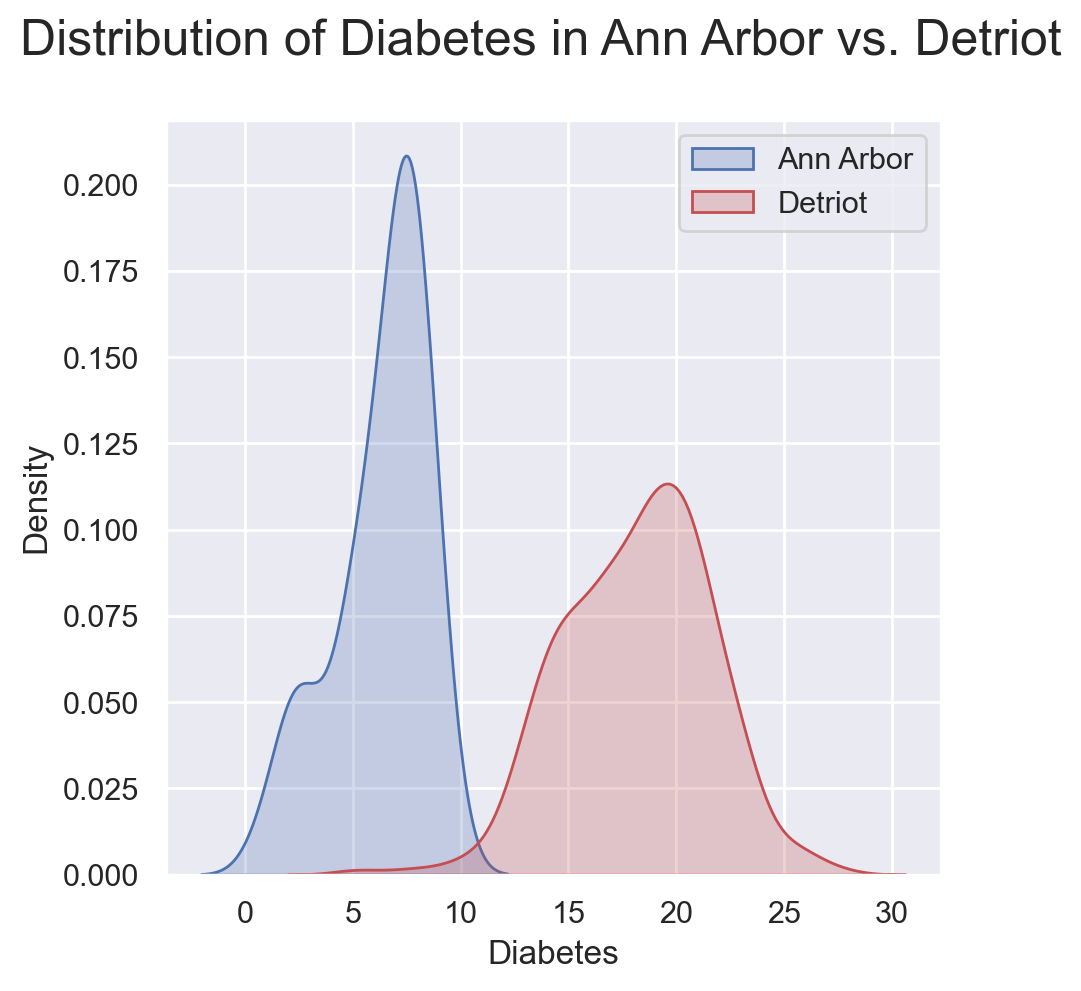 Distribution of Diabetes in Ann Arbor vs. Detriot
Ann Arbor
Detriot
0.200
0.175
0.150
0.125
0.100
0.075
0.050
0.025
0.000
Density
0 5 10 15 20 25 30
Diabetes